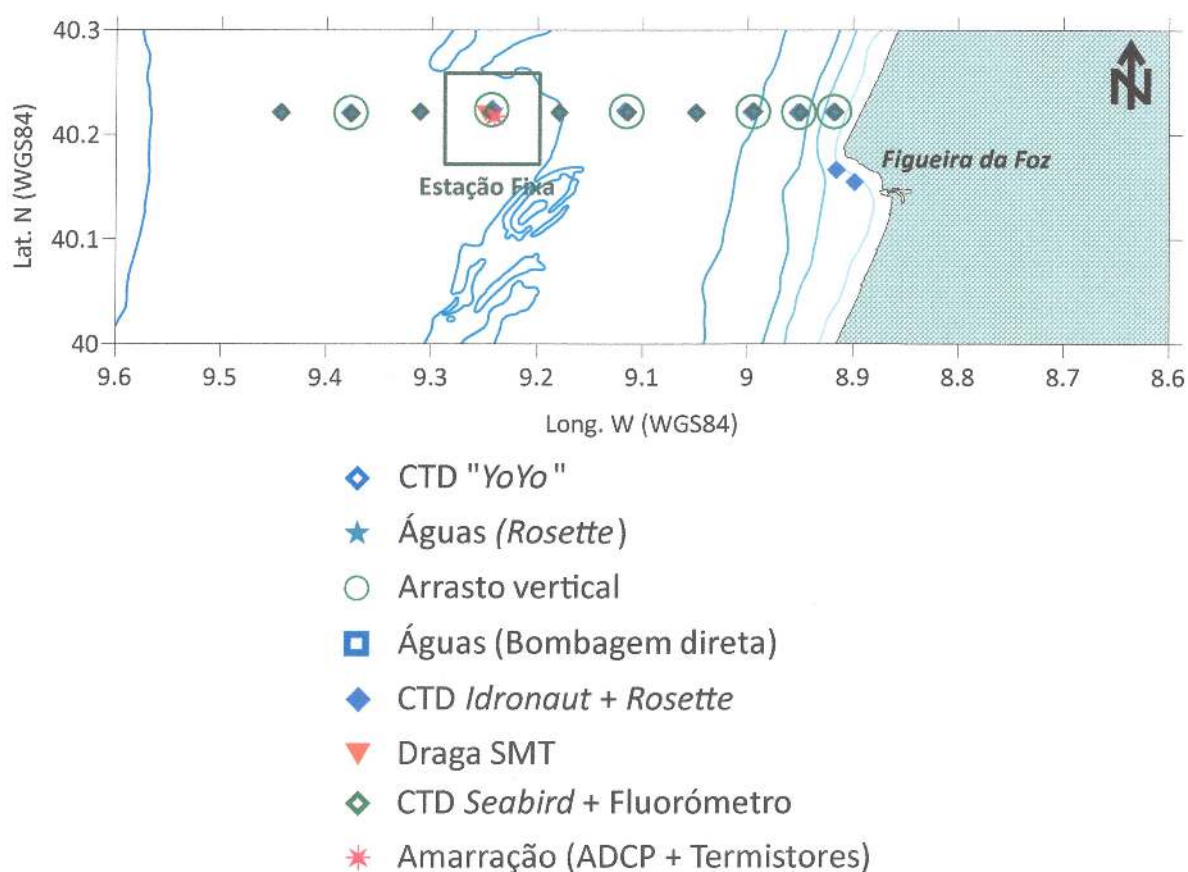 40.3
N
40.2
Figueira da Foz
Estação Fixa
Lat. N (WGS84)
40.1
40
9.6 9.5 9.4 9.3 9.2 9.1 9 8.9 8.8 8.7 8.6
Long. W (WGS84)
CTD "YoYo"
Águas (Rosette)
Arrasto vertical
Águas (Bombagem direta)
CTD Idronaut + Rosette
Draga SMT
CTD Seabird + Fluorómetro
Amarração (ADCP + Termistores)